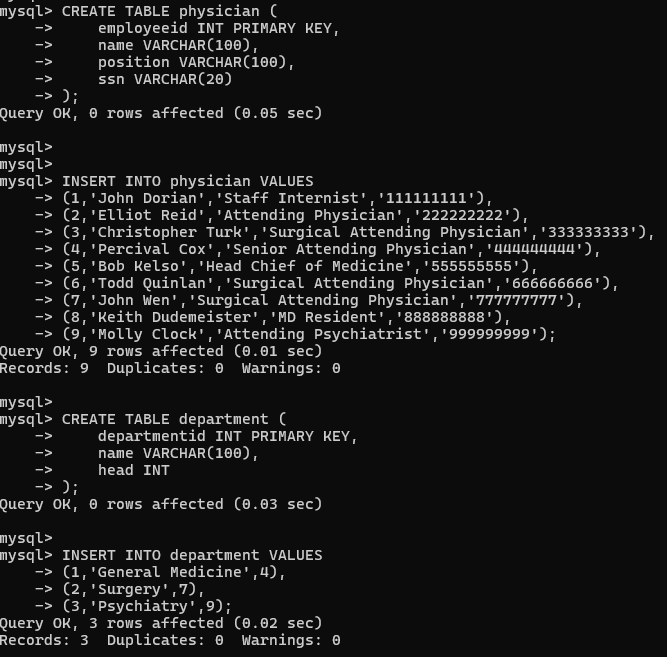 mysql> CREATE TABLE physician (
    ->     employeeid INT PRIMARY KEY,
    ->     name VARCHAR(100),
    ->     position VARCHAR(100),
    ->     ssn VARCHAR(20)
    -> );
Query OK, 0 rows affected (0.05 sec)

mysql>
mysql>
mysql> INSERT INTO physician VALUES
    -> (1,'John Dorian','Staff Internist','111111111'),
    -> (2,'Elliot Reid','Attending Physician','222222222'),
    -> (3,'Christopher Turk','Surgical Attending Physician','333333333'),
    -> (4,'Percival Cox','Senior Attending Physician','444444444'),
    -> (5,'Bob Kelso','Head Chief of Medicine','555555555'),
    -> (6,'Todd Quinlan','Surgical Attending Physician','666666666'),
    -> (7,'John Wen','Surgical Attending Physician','777777777'),
    -> (8,'Keith Dudemeister','MD Resident','888888888'),
    -> (9,'Molly Clock','Attending Psychiatrist','999999999');
Query OK, 9 rows affected (0.01 sec)
Records: 9  Duplicates: 0  Warnings: 0

mysql>
mysql> CREATE TABLE department (
    ->     departmentid INT PRIMARY KEY,
    ->     name VARCHAR(100),
    ->     head INT
    -> );
Query OK, 0 rows affected (0.03 sec)

mysql>
mysql> INSERT INTO department VALUES
    -> (1,'General Medicine',4),
    -> (2,'Surgery',7),
    -> (3,'Psychiatry',9);
Query OK, 3 rows affected (0.02 sec)
Records: 3  Duplicates: 0  Warnings: 0